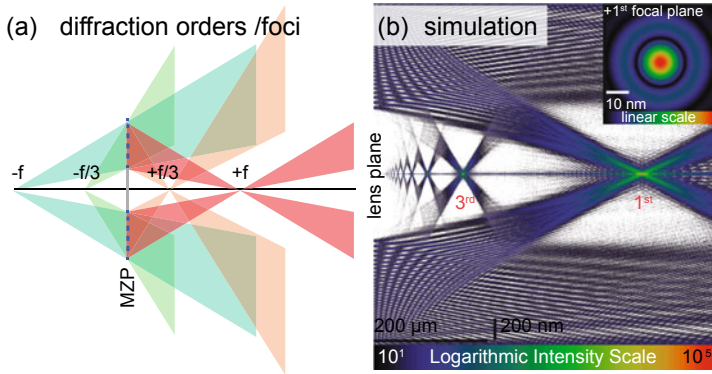 (a) diffraction orders /foci
-f
-f/3
+f/3
+f
MZP
(b) simulation
+1st focal plane
10 nm
linear scale
lens plane
3rd
1st
200 µm
200 nm
10¹ Logarithmic Intensity Scale 10⁵